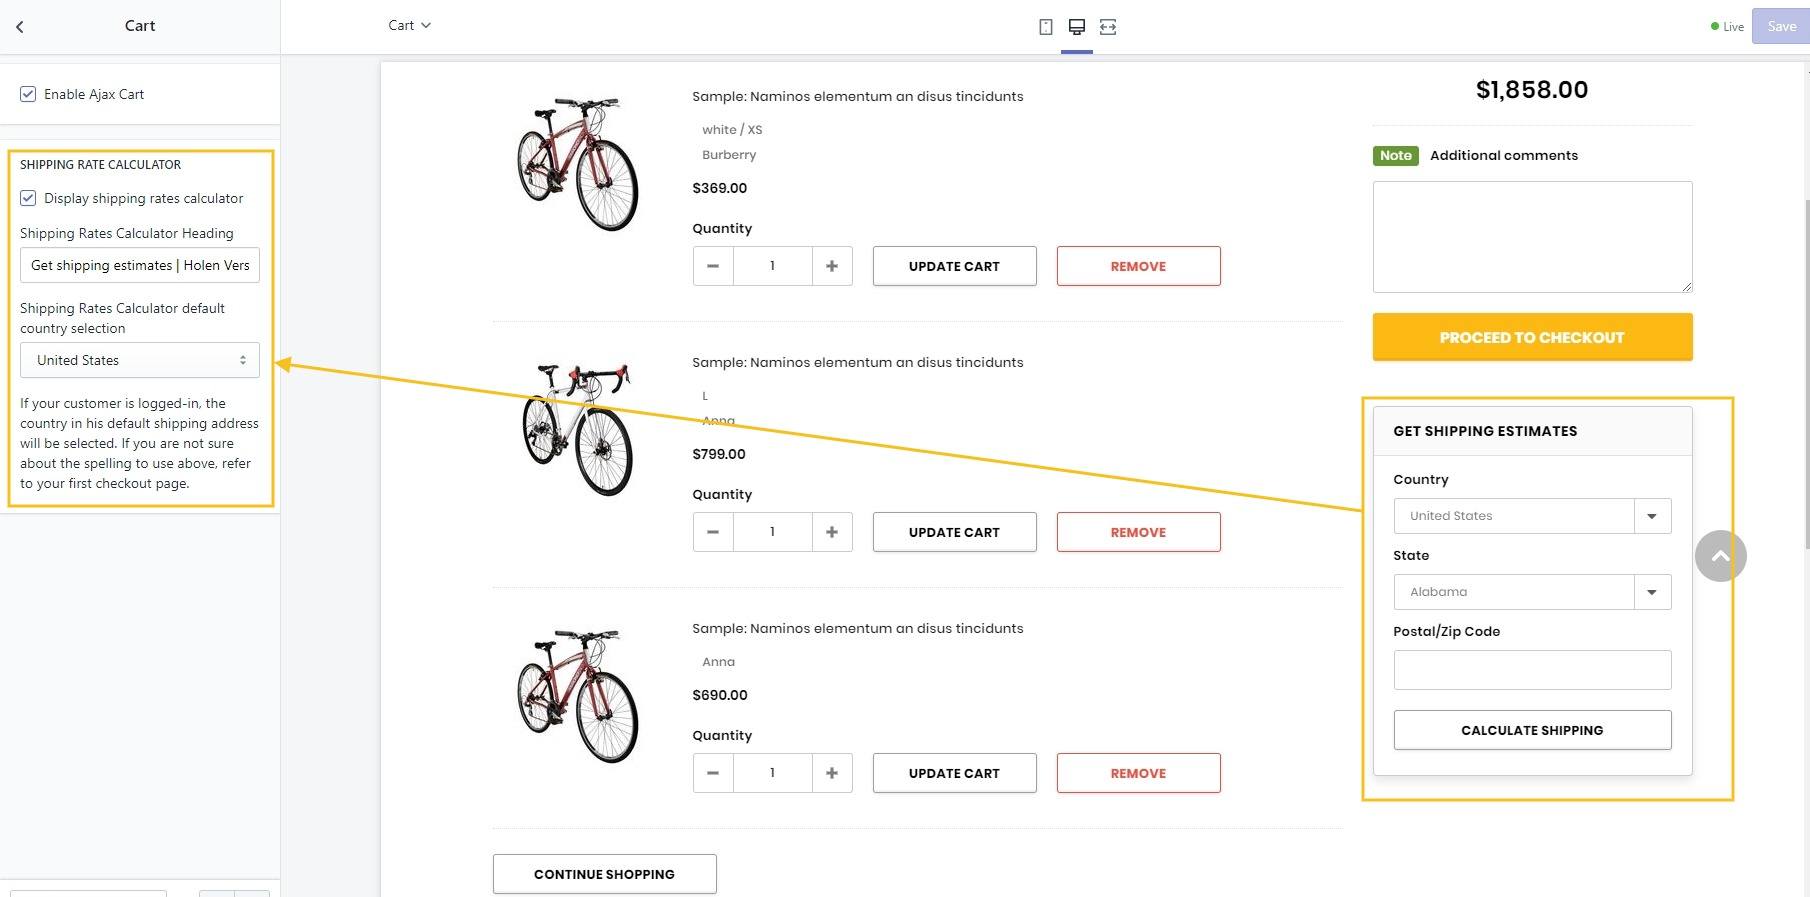 Cart
Cart
Live
Save
Enable Ajax Cart
SHIPPING RATE CALCULATOR
Display shipping rates calculator
Shipping Rates Calculator Heading
Get shipping estimates | Holen Vers
Shipping Rates Calculator default
country selection
United States
If your customer is logged-in, the
country in his default shipping address
will be selected. If you are not sure
about the spelling to use above, refer
to your first checkout page.
Sample: Naminos elementum an disus tincidunts
white / XS
Burberry
$369.00
Quantity
1
UPDATE CART
REMOVE
Sample: Naminos elementum an disus tincidunts
L
Anna
$799.00
Quantity
1
UPDATE CART
REMOVE
Sample: Naminos elementum an disus tincidunts
Anna
$690.00
Quantity
1
UPDATE CART
REMOVE
CONTINUE SHOPPING
$1,858.00
Note Additional comments
PROCEED TO CHECKOUT
GET SHIPPING ESTIMATES
Country
United States
State
Alabama
Postal/Zip Code
CALCULATE SHIPPING